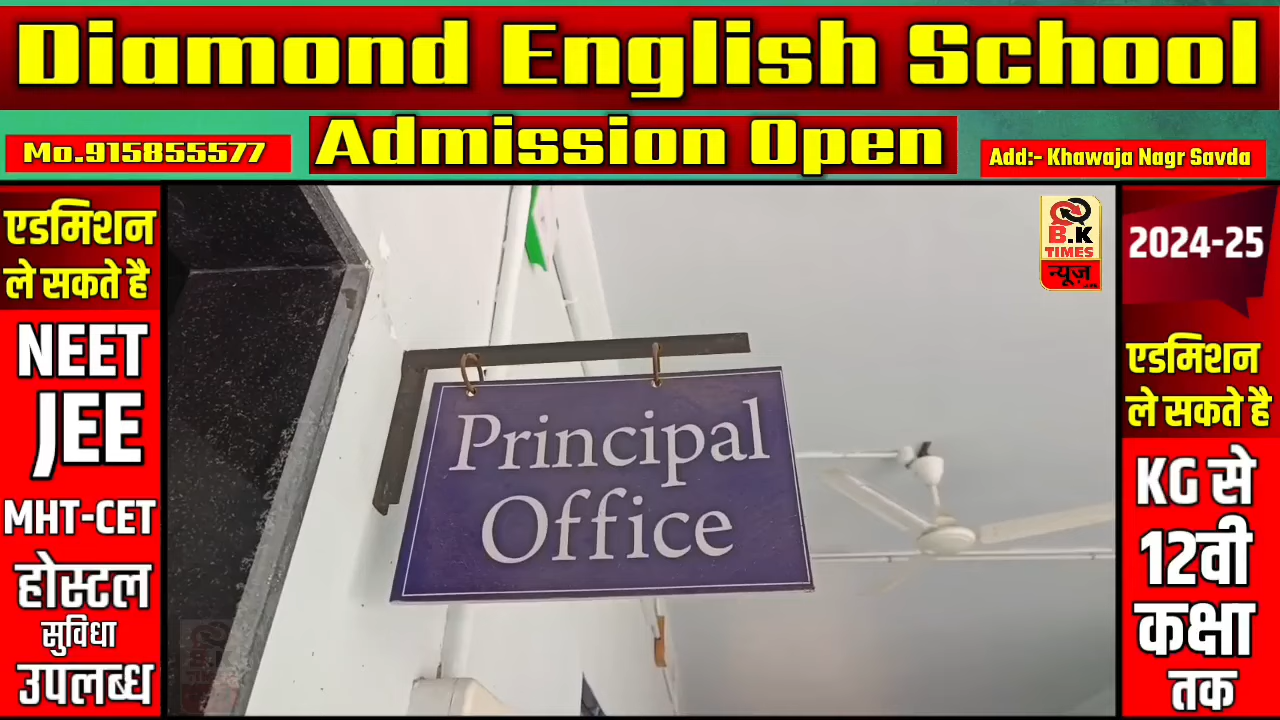 Diamond English School
Mo.915855577
Admission Open
Add:- Khawaja Nagr Savda
एडमिशन
ले सकते है
NEET
JEE
MHT-CET
होस्टल
सुविधा
उपलब्ध
B.K
TIMES
न्यूज़
Principal
Office
2024-25
एडमिशन
ले सकते है
KG से
12वी
कक्षा
तक